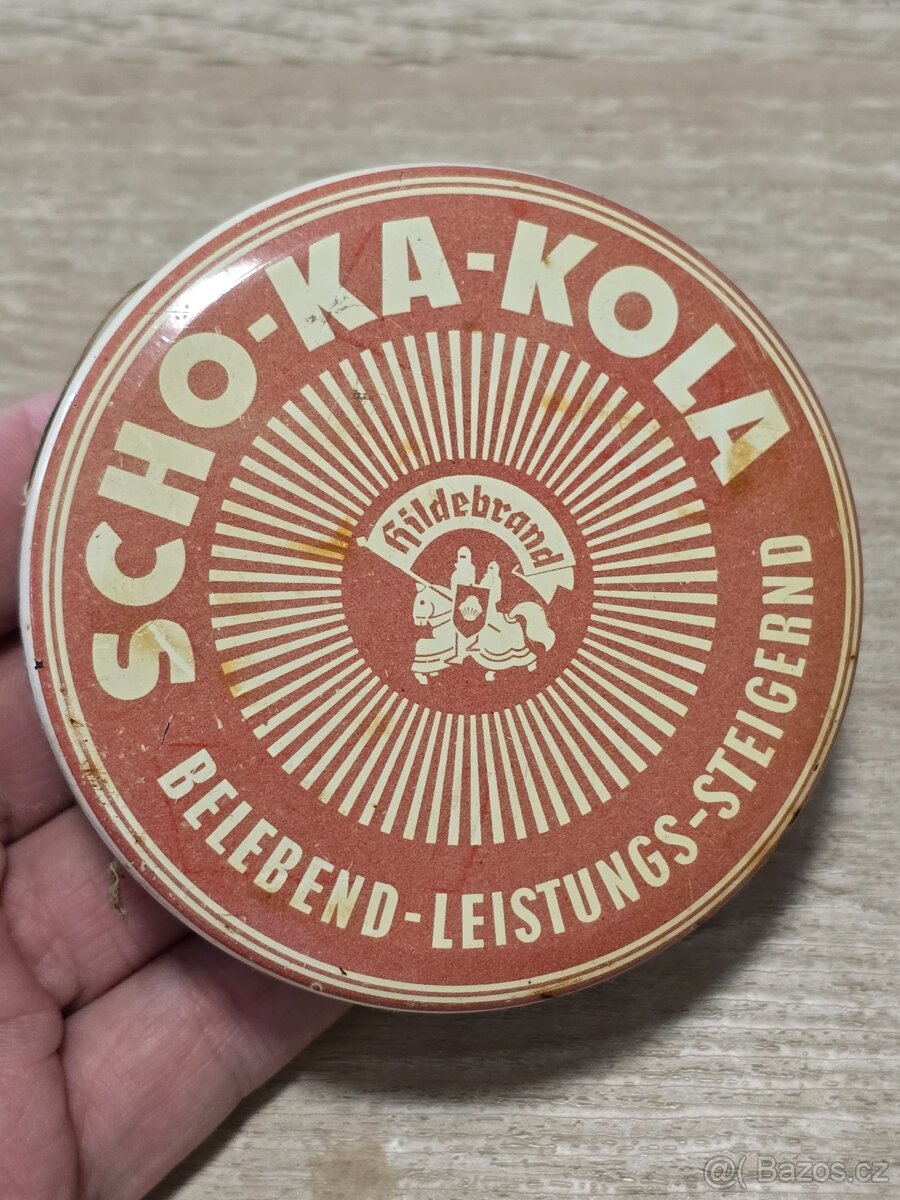 SCHO-KA-KOLA
Hildebrand
BELEBEND-LEISTUNGS-STEIGERND
@( Bazos.cz